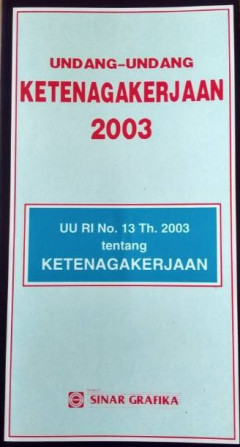 UNDANG-UNDANG
KETENAGAKERJAAN
2003
UU RI No. 13 Th. 2003
tentang
KETENAGAKERJAAN
SINAR GRAFIKA